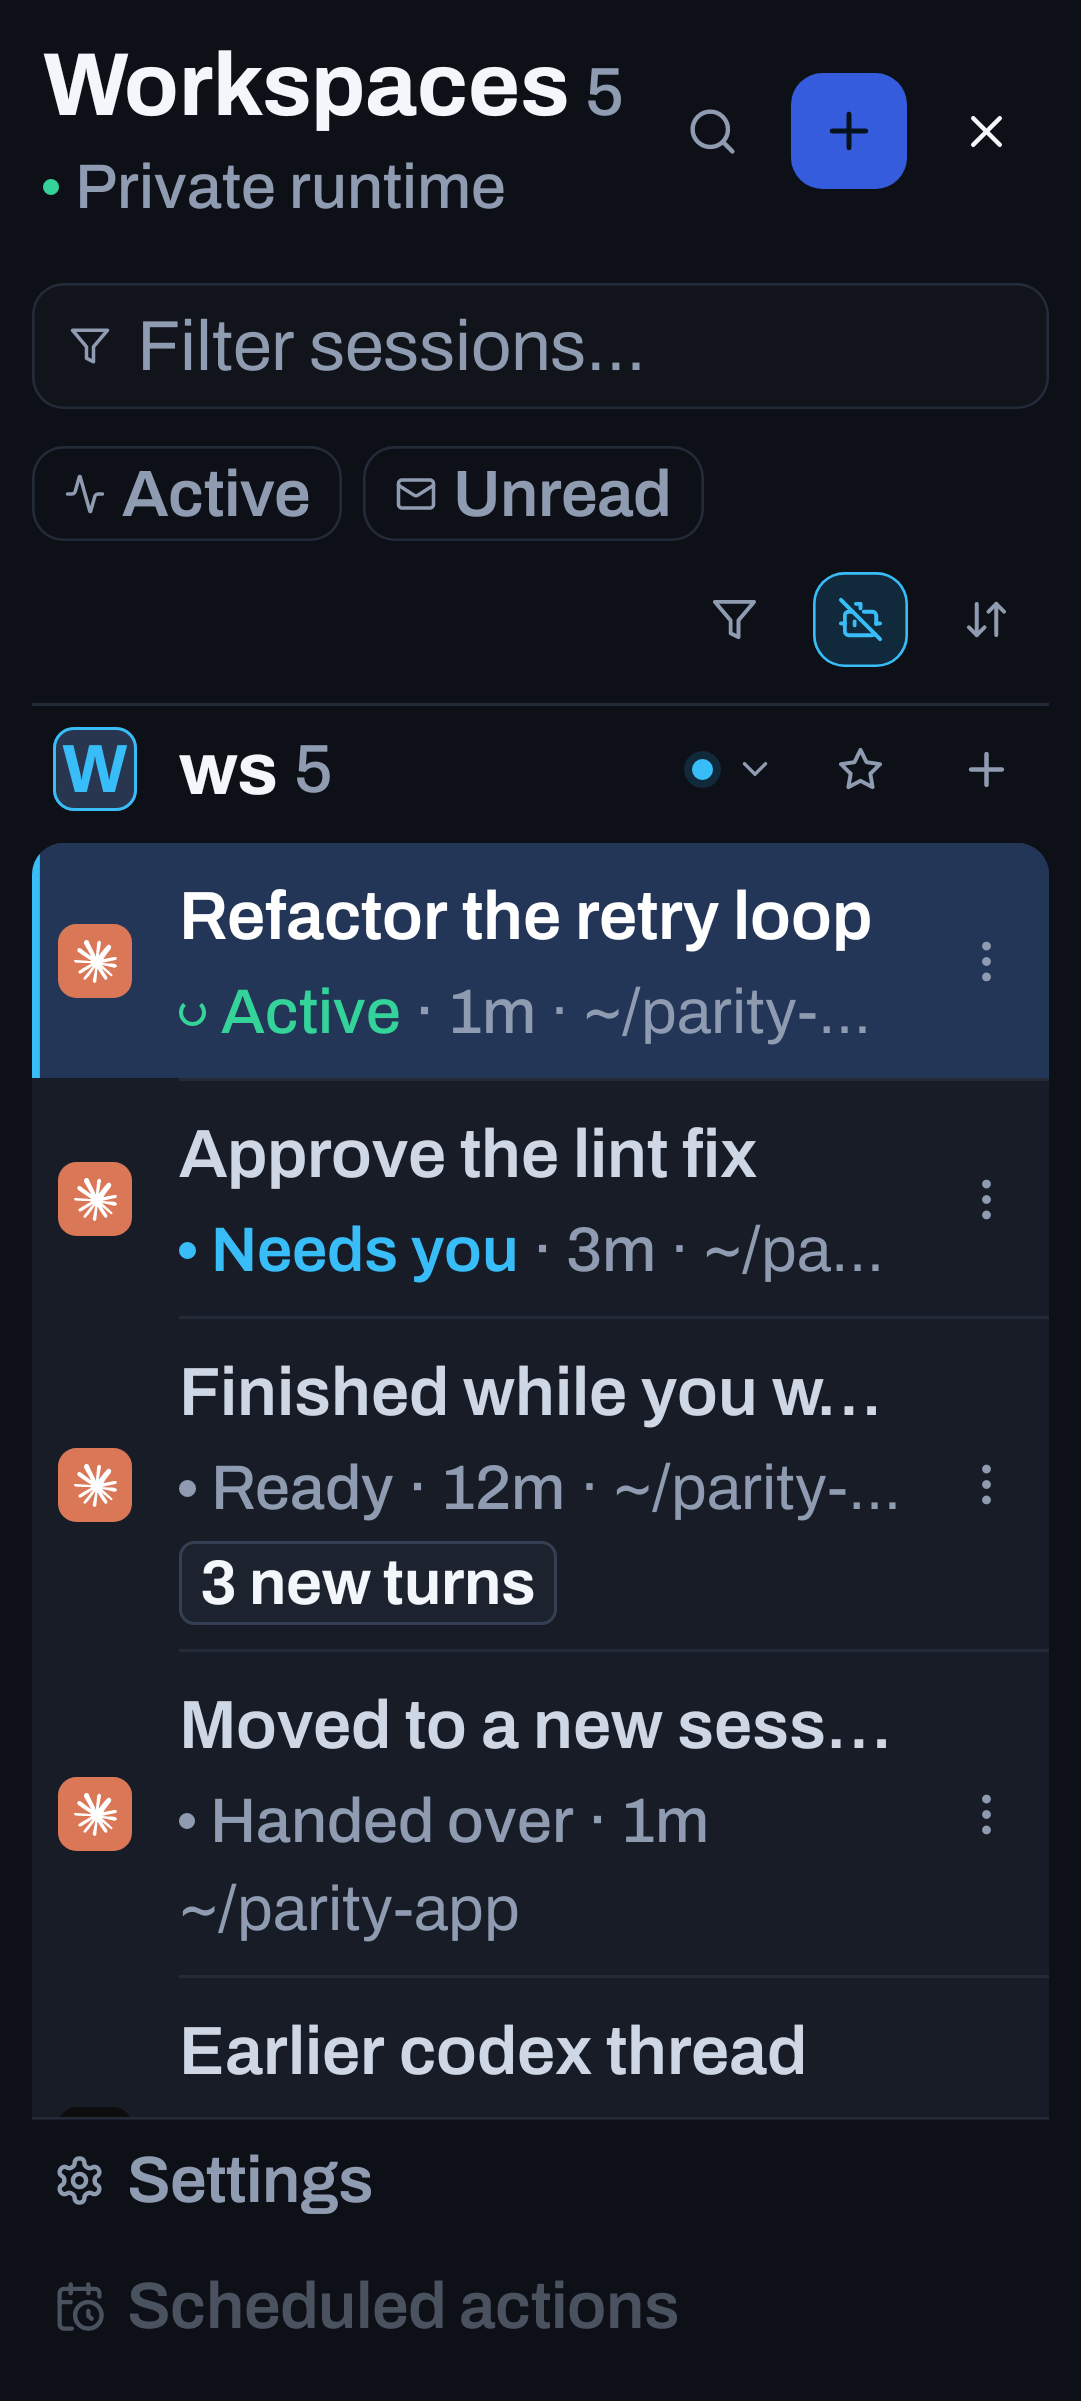 Workspaces 5
• Private runtime
Filter sessions...
Active
Unread
W ws 5
Refactor the retry loop
Active · 1m · ~/parity-...
Approve the lint fix
• Needs you · 3m · ~/pa...
Finished while you w...
• Ready · 12m · ~/parity-...
3 new turns
Moved to a new sess...
• Handed over · 1m
~/parity-app
Earlier codex thread
Settings
Scheduled actions